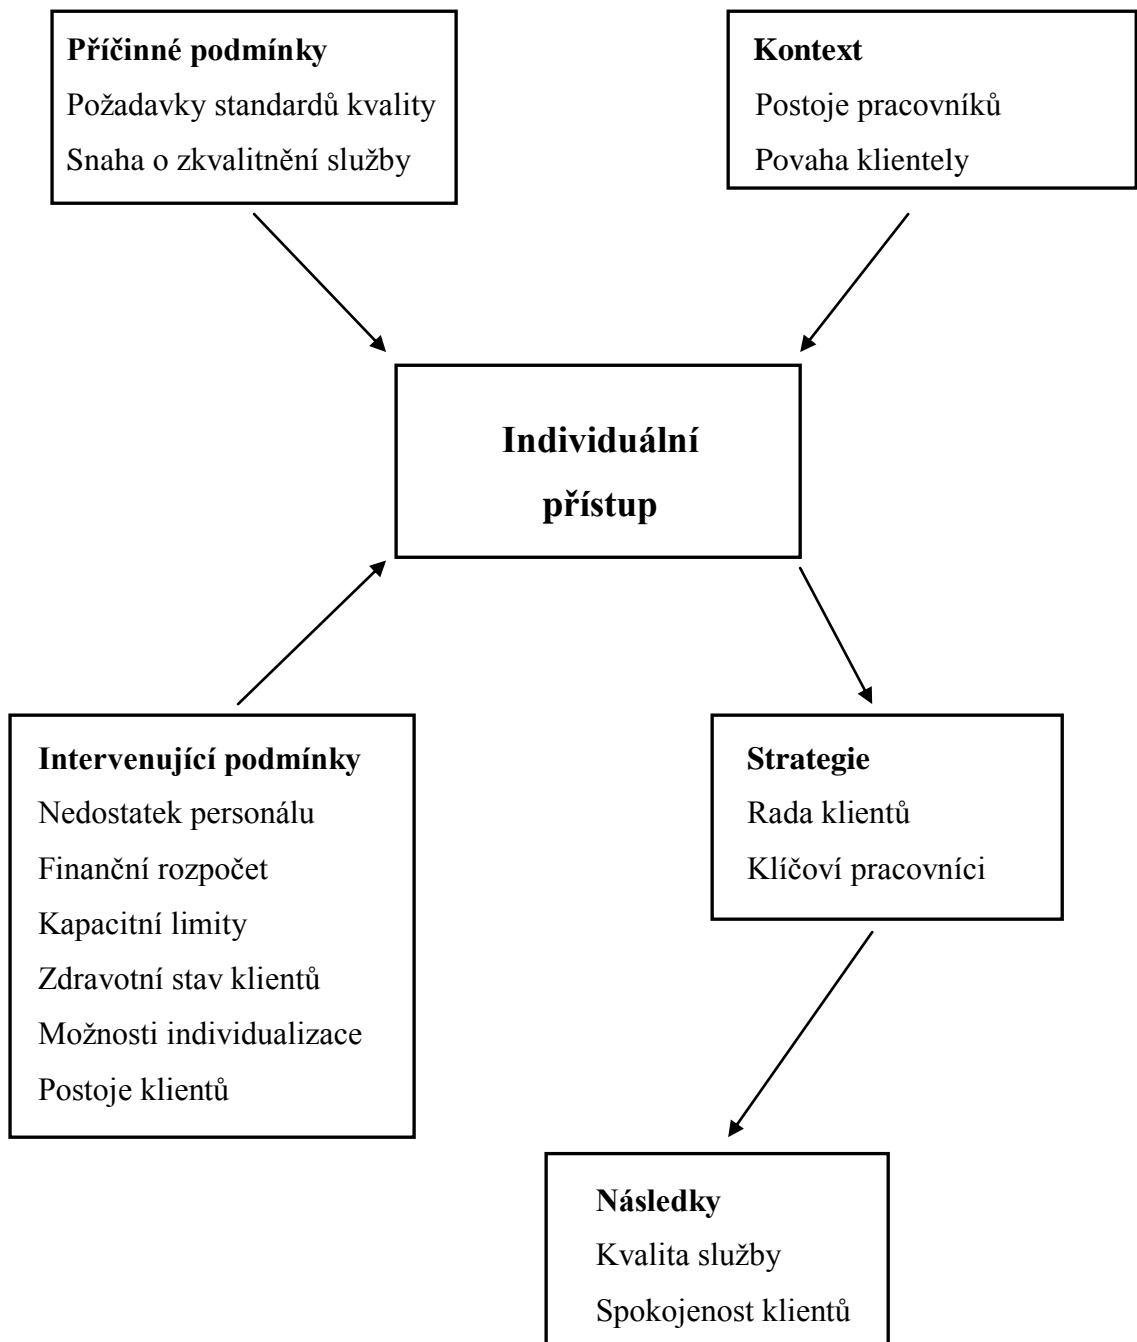 Příčinné podmínky
Požadavky standardů kvality
Snaha o zkvalitnění služby
Kontext
Postoje pracovníků
Povaha klientely
Individuální
přístup
Intervenující podmínky
Nedostatek personálu
Finanční rozpočet
Kapacitní limity
Zdravotní stav klientů
Možnosti individualizace
Postoje klientů
Strategie
Rada klientů
Klíčoví pracovníci
Následky
Kvalita služby
Spokojenost klientů